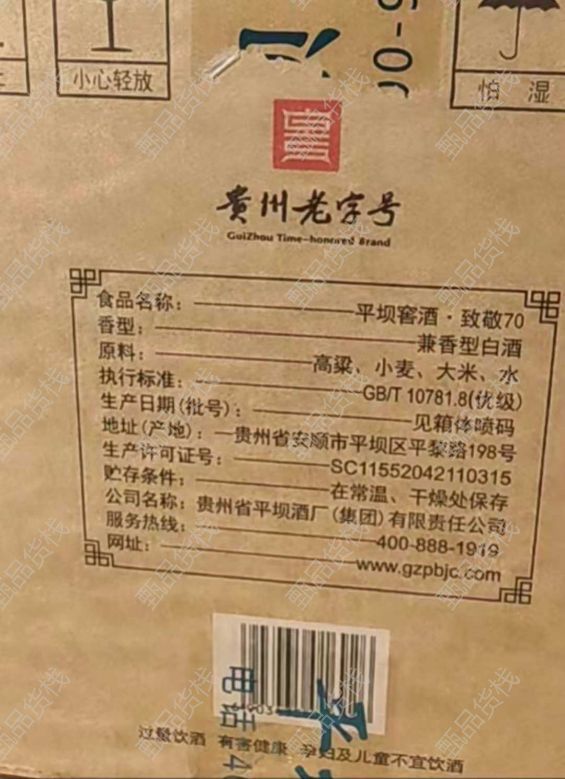 小心轻放
怕 湿
贵州老字号
GuiZhou Time-honored Brand
食品名称：平坝窖酒·致敬70
香型：兼香型白酒
原料：高粱、小麦、大米、水
执行标准：GB/T 10781.8(优级)
生产日期(批号)：见箱体喷码
地址(产地)：贵州省安顺市平坝区平黎路198号
生产许可证号：SC11552042110315
贮存条件：在常温、干燥处保存
公司名称：贵州省平坝酒厂(集团)有限责任公司
服务热线：400-888-1919
网址：www.gzpbjc.com
电话
过量饮酒 有害健康 孕妇及儿童不宜饮酒
甄品货栈